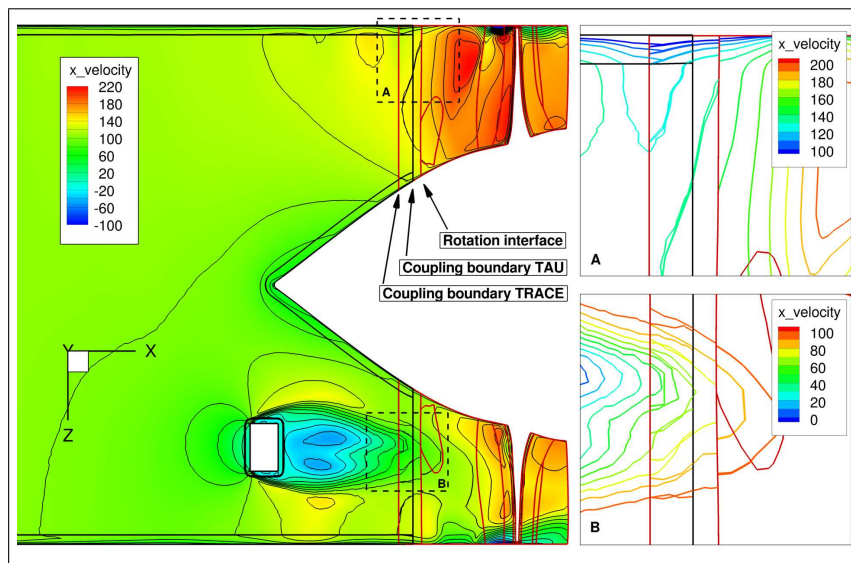 x_velocity
220
180
140
100
60
20
-20
-60
-100
A
Rotation interface
Coupling boundary TAU
Coupling boundary TRACE
Y
X
Z
B
x_velocity
200
180
160
140
120
100
A
x_velocity
100
80
60
40
20
0
B